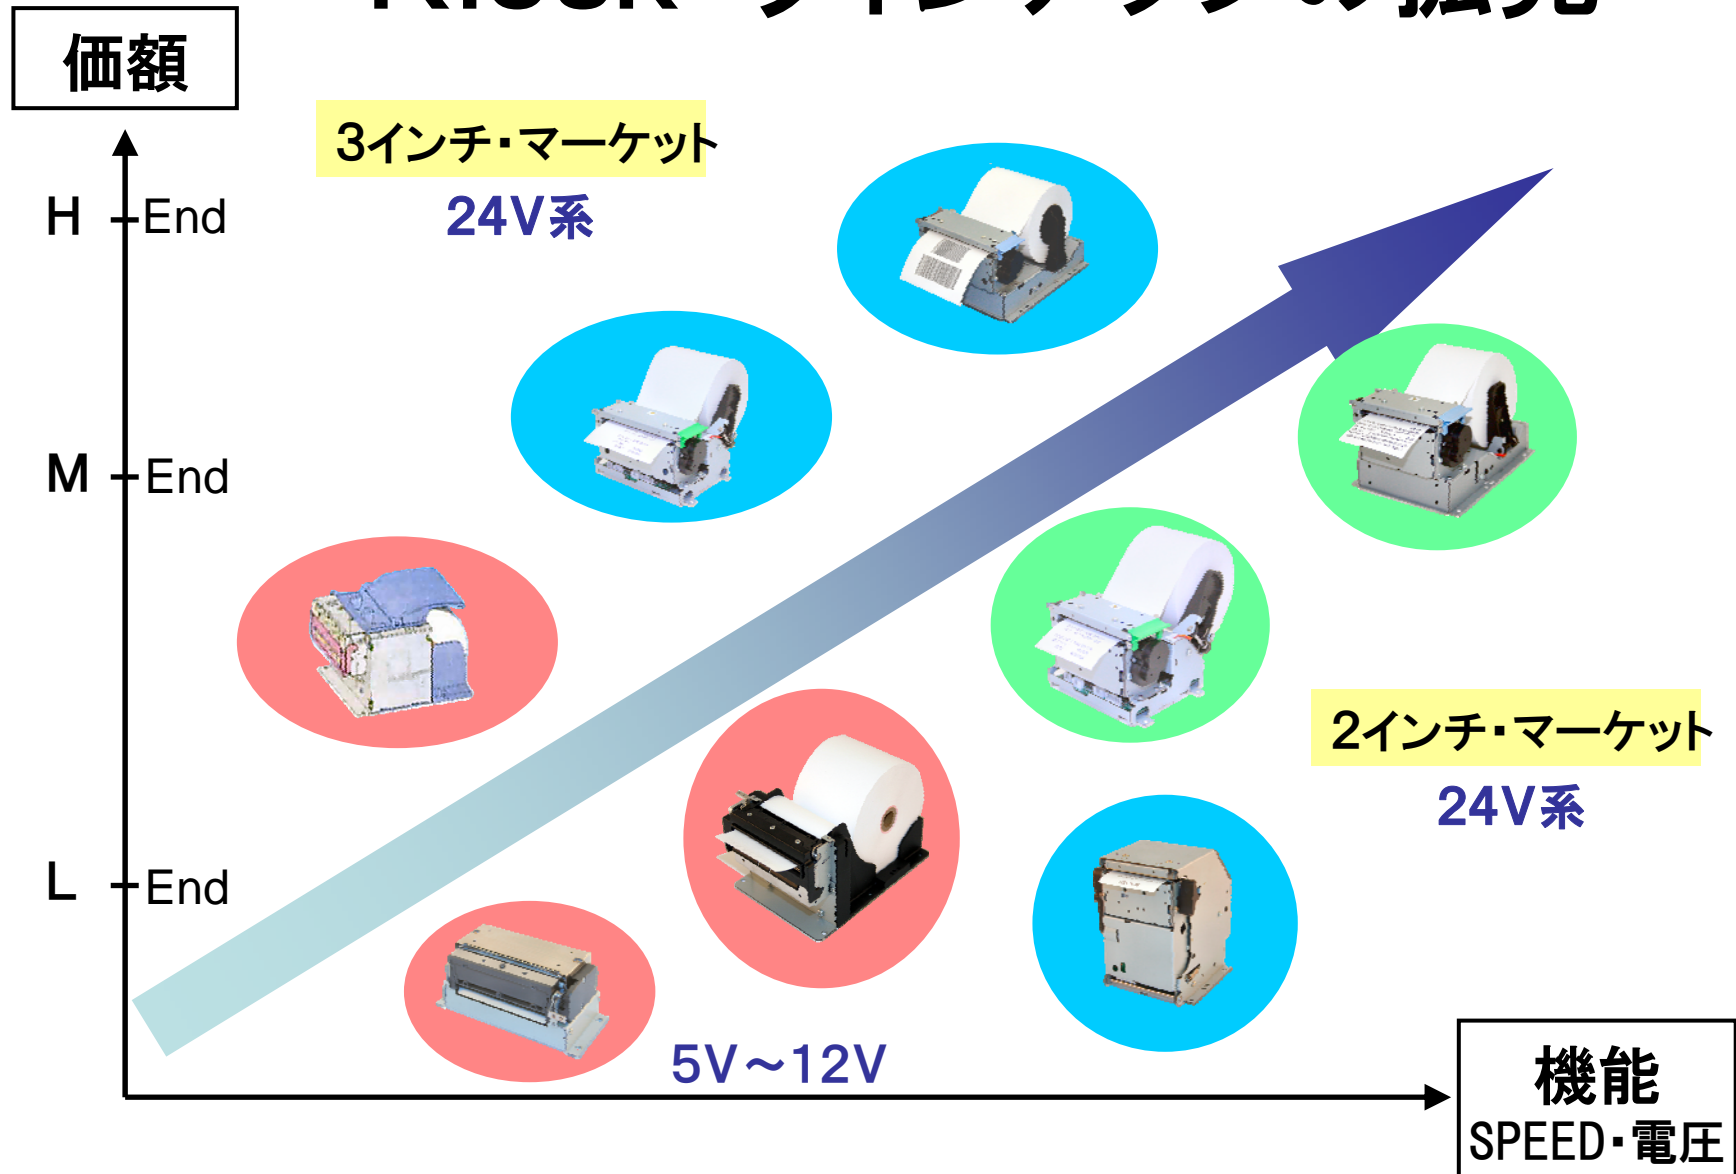 価額
3インチ・マーケット
24V系
H End
M End
2インチ・マーケット
24V系
L End
5V～12V
機能
SPEED・電圧